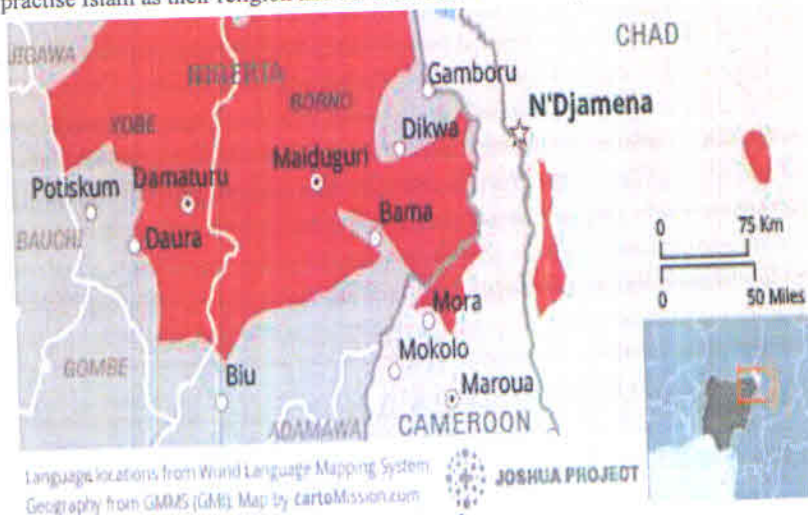 practise Islam as their religion
CHAD
JIGAWA
NIGERIA
Gamboru
BORNO
N'Djamena
YOBE
Dikwa
Maiduguri
Potiskum
Damaturu
Bama
BAUCHI
Daura
0 75 Km
0 50 Miles
Mora
GOMBE
Mokolo
Biu
Maroua
ADAMAWA
CAMEROON
Language locations from World Language Mapping System
Geography from GMMS (GMI). Map by cartoMission.com
JOSHUA PROJECT